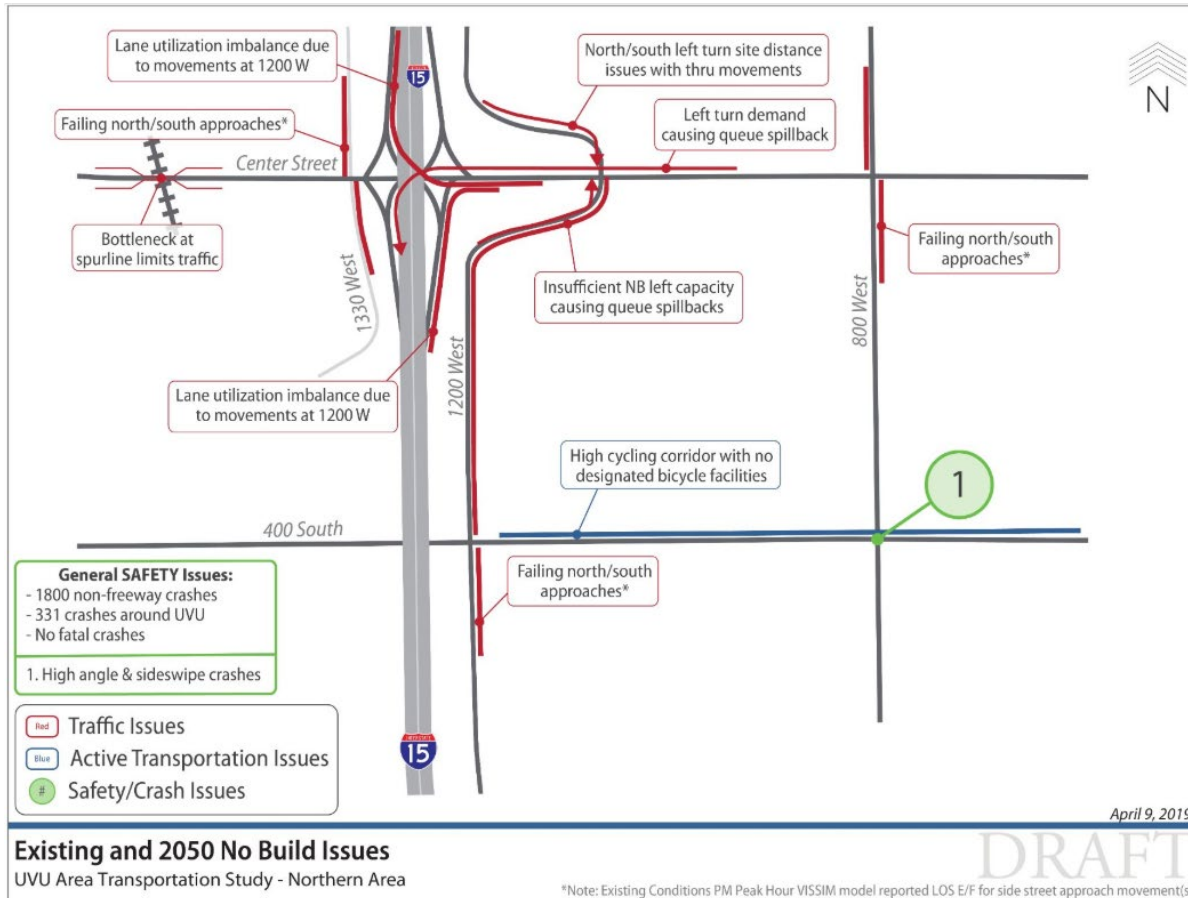 Lane utilization imbalance due
to movements at 1200 W
North/south left turn site distance
issues with thru movements
15
N
Left turn demand
causing queue spillback
Failing north/south approaches*
Center Street
Bottleneck at
spurline limits traffic
Failing north/south
approaches*
Insufficient NB left capacity
causing queue spillbacks
1330 West
1200 West
800 West
Lane utilization imbalance due
to movements at 1200 W
High cycling corridor with no
designated bicycle facilities
1
400 South
Failing north/south
approaches*
General SAFETY Issues:
- 1800 non-freeway crashes
- 331 crashes around UVU
- No fatal crashes
1. High angle & sideswipe crashes
Red Traffic Issues
Blue Active Transportation Issues
# Safety/Crash Issues
INTERSTATE
15
April 9, 2019
Existing and 2050 No Build Issues
UVU Area Transportation Study - Northern Area
DRAFT
*Note: Existing Conditions PM Peak Hour VISSIM model reported LOS E/F for side street approach movement(s